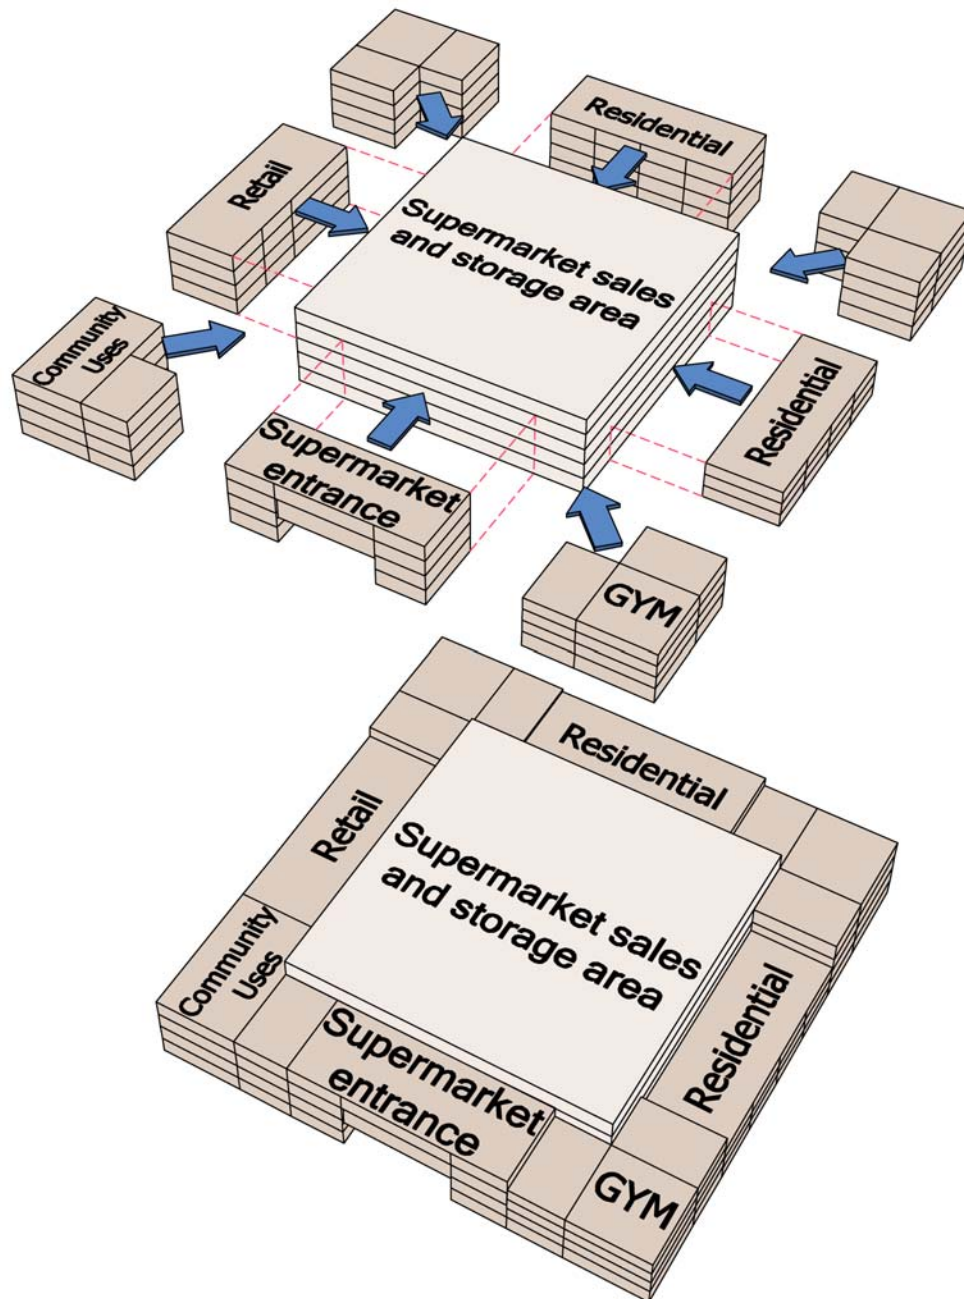 Residential
Retail
Supermarket sales
and storage area
Community
Uses
Residential
Supermarket
entrance
GYM
Residential
Retail
Supermarket sales
and storage area
Community
Uses
Residential
Supermarket
entrance
GYM